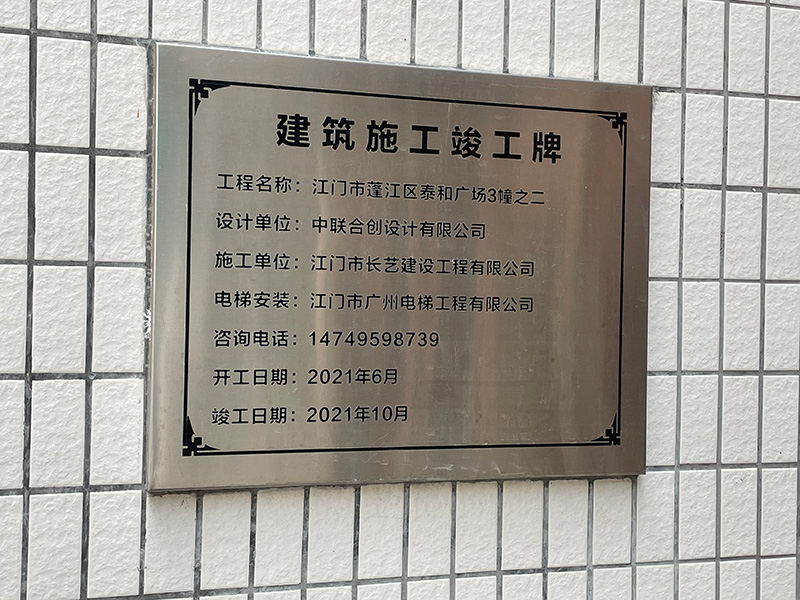 建筑施工竣工牌
工程名称：江门市蓬江区泰和广场3幢之二
设计单位：中联合创设计有限公司
施工单位：江门市长艺建设工程有限公司
电梯安装：江门市广州电梯工程有限公司
咨询电话：14749598739
开工日期：2021年6月
竣工日期：2021年10月